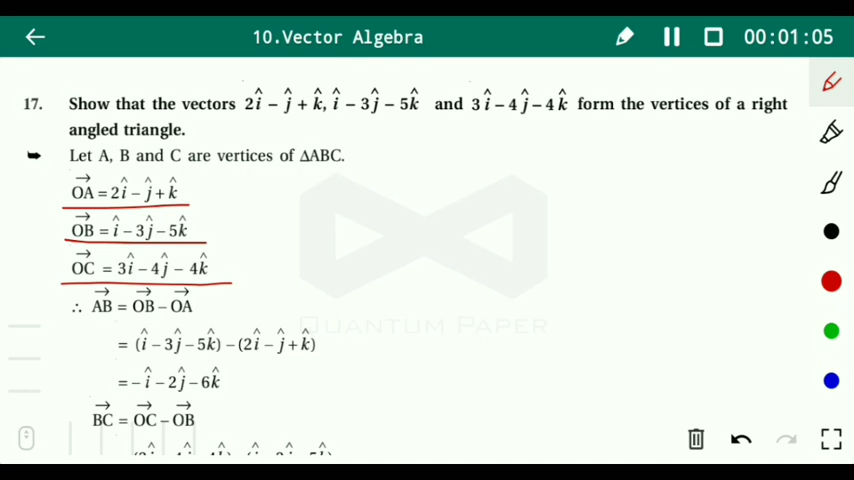 10.Vector Algebra
00:01:05
17. Show that the vectors 2î – ĵ + k̂, î – 3ĵ – 5k̂ and 3î – 4ĵ – 4k̂ form the vertices of a right
angled triangle.
➥ Let A, B and C are vertices of ΔABC.
OA⃗ = 2î – ĵ + k̂
OB⃗ = î – 3ĵ – 5k̂
OC⃗ = 3î – 4ĵ – 4k̂
∴ AB⃗ = OB⃗ – OA⃗
= (î – 3ĵ – 5k̂) – (2î – ĵ + k̂)
= – î – 2ĵ – 6k̂
BC⃗ = OC⃗ – OB⃗
QUANTUM PAPER